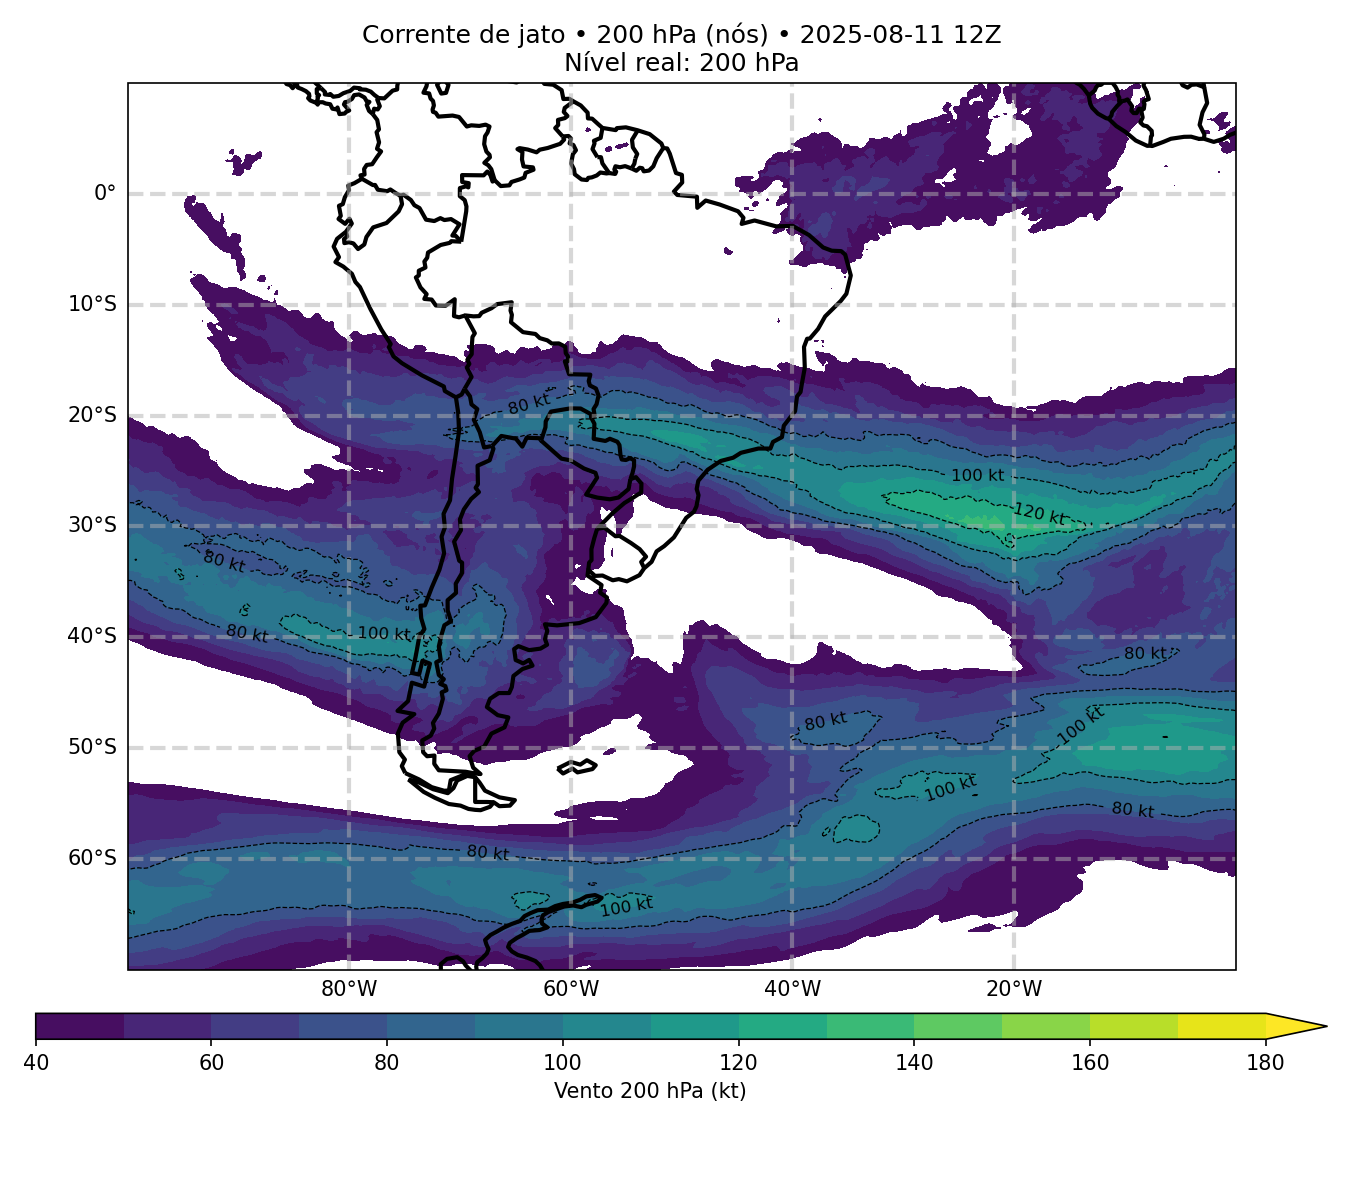 Corrente de jato • 200 hPa (nós) • 2025-08-11 12Z
Nível real: 200 hPa
0°
10°S
20°S
30°S
40°S
50°S
60°S
80 kt
100 kt
120 kt
80 kt
80 kt
100 kt
80 kt
80 kt
100 kt
100 kt
80 kt
80 kt
100 kt
80°W
60°W
40°W
20°W
40
60
80
100
120
140
160
180
Vento 200 hPa (kt)